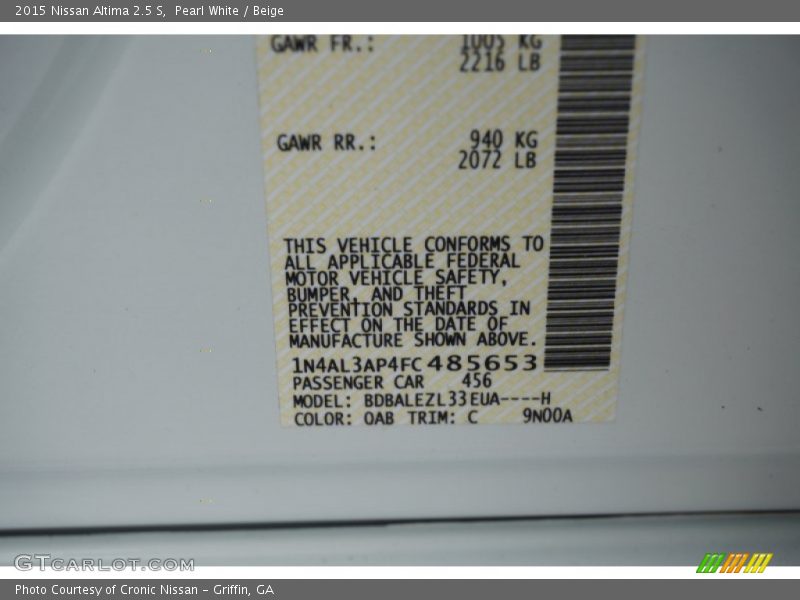 2015 Nissan Altima 2.5 S, Pearl White / Beige
GAWR FR.: 1005 KG
2216 LB
GAWR RR.: 940 KG
2072 LB
THIS VEHICLE CONFORMS TO
ALL APPLICABLE FEDERAL
MOTOR VEHICLE SAFETY,
BUMPER, AND THEFT
PREVENTION STANDARDS IN
EFFECT ON THE DATE OF
MANUFACTURE SHOWN ABOVE.
1N4AL3AP4FC485653
PASSENGER CAR 456
MODEL: BDBALEZL33EUA----H
COLOR: QAB TRIM: C 9N00A
GTCARLOT.COM
Photo Courtesy of Cronic Nissan - Griffin, GA